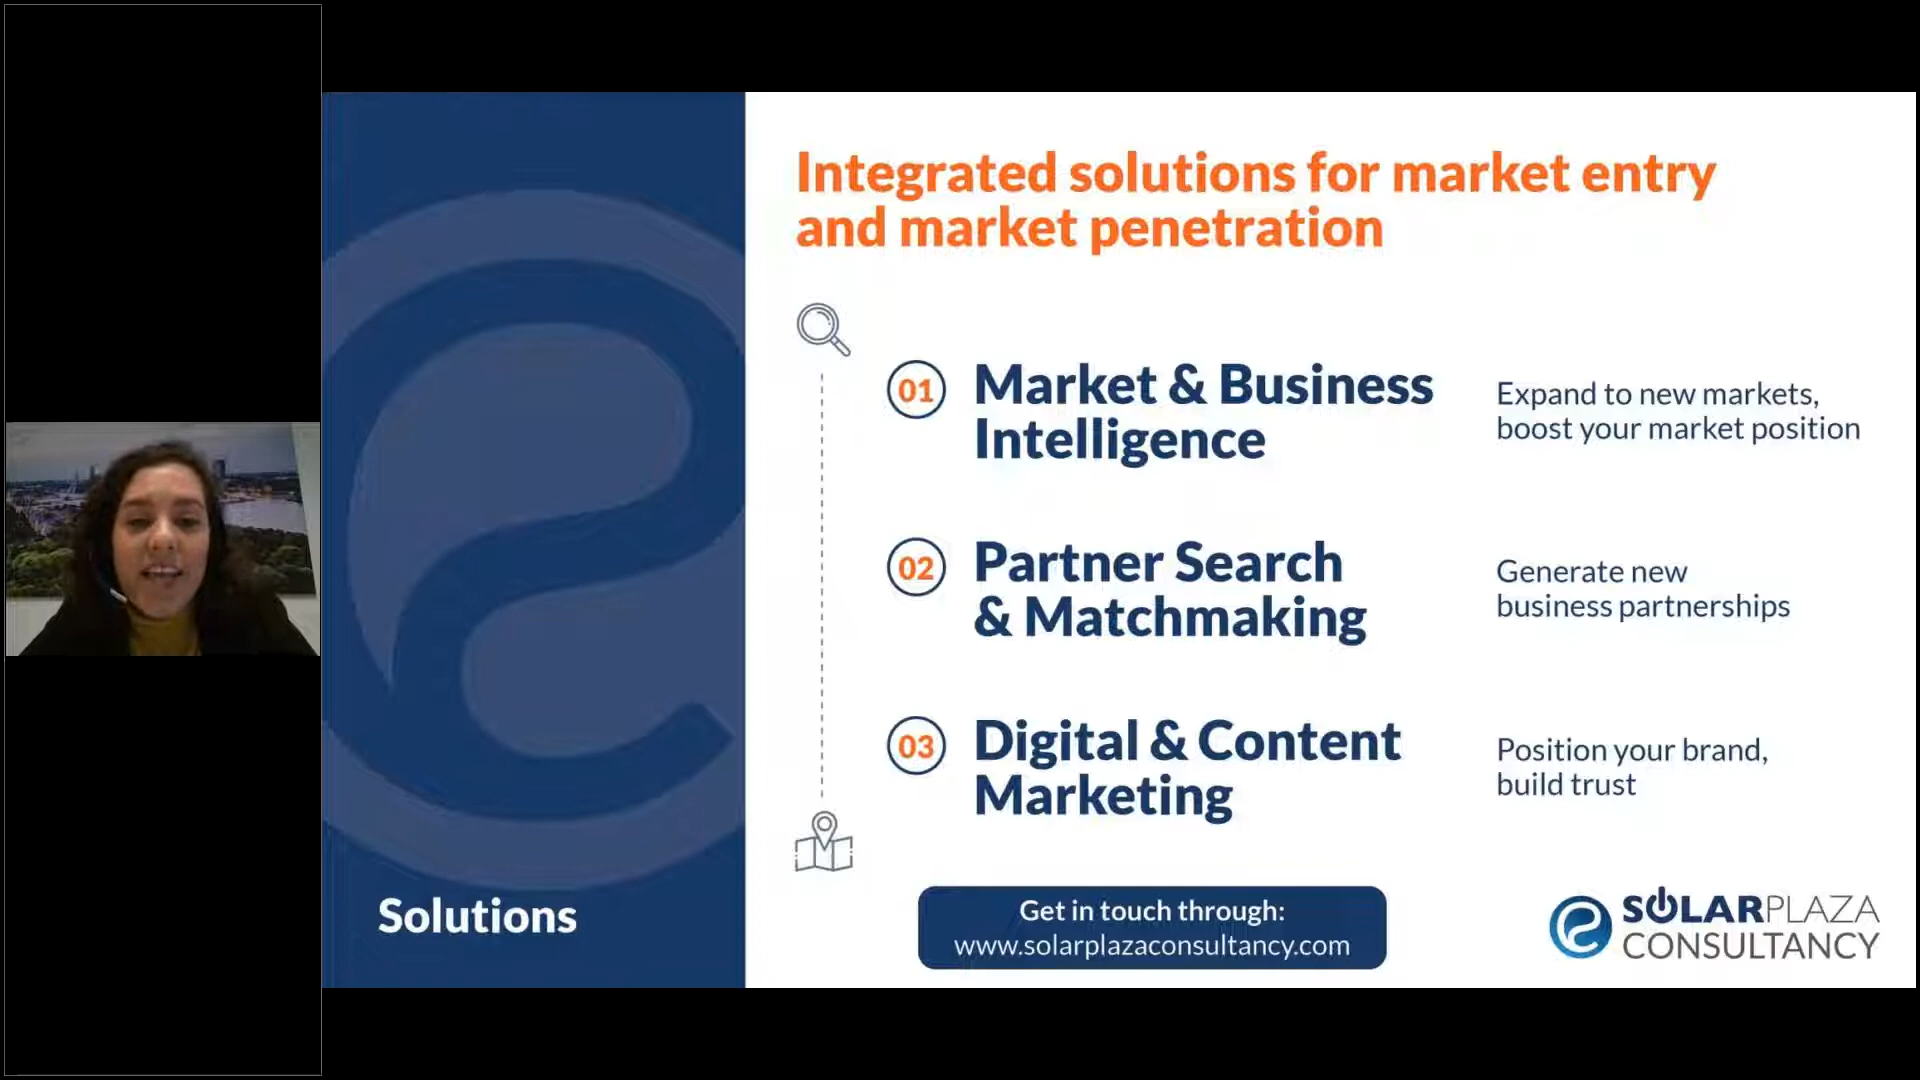 Integrated solutions for market entry
and market penetration
01
Market & Business
Intelligence
Expand to new markets,
boost your market position
02
Partner Search
& Matchmaking
Generate new
business partnerships
03
Digital & Content
Marketing
Position your brand,
build trust
Solutions
Get in touch through:
www.solarplazaconsultancy.com
SOLARPLAZA
CONSULTANCY